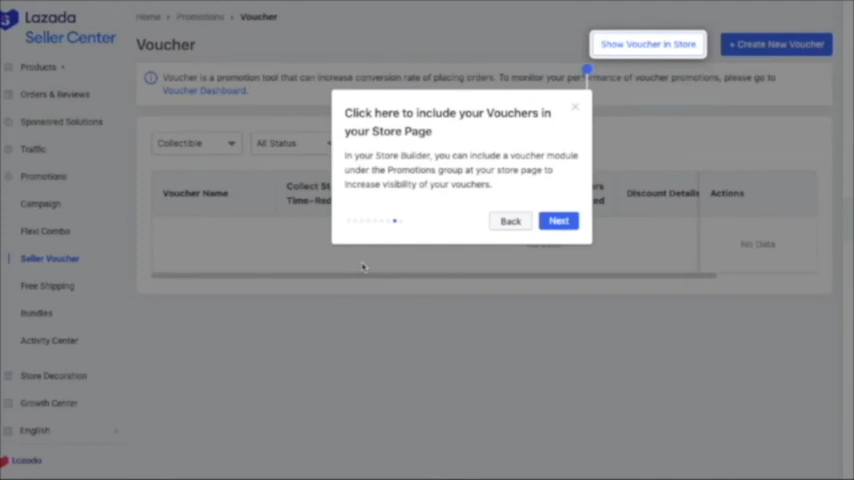 Lazada
Seller Center
Home > Promotions > Voucher
Voucher
Show Voucher in Store
+ Create New Voucher
Voucher is a promotion tool that can increase conversion rate of placing orders. To monitor your performance of voucher promotions, please go to
Voucher Dashboard.
Products
Orders & Reviews
Sponsored Solutions
Traffic
Promotions
Campaign
Flexi Combo
Seller Voucher
Free Shipping
Bundles
Activity Center
Store Decoration
Growth Center
English
Lazada
Collectible
All Status
Voucher Name
Collect St
Time-Red
Discount Details
Actions
No Data
Click here to include your Vouchers in
your Store Page
In your Store Builder, you can include a voucher module
under the Promotions group at your store page to
increase visibility of your vouchers.
Back
Next